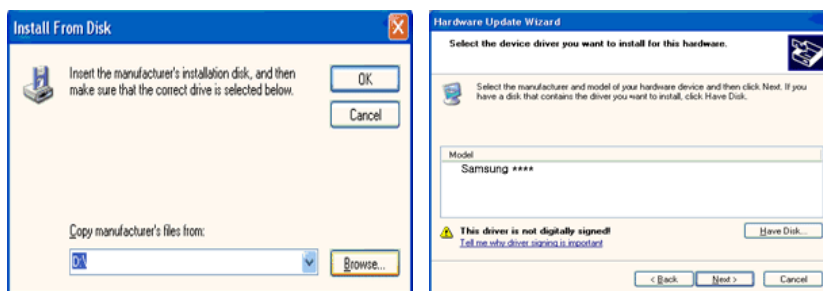 Install From Disk
Insert the manufacturer's installation disk, and then
make sure that the correct drive is selected below.
OK
Cancel
Copy manufacturer's files from:
D:\
Browse...
Hardware Update Wizard
Select the device driver you want to install for this hardware.
Select the manufacturer and model of your hardware device and then click Next. If you
have a disk that contains the driver you want to install, click Have Disk.
Model
Samsung ****
This driver is not digitally signed!
Tell me why driver signing is important
Have Disk...
< Back
Next >
Cancel